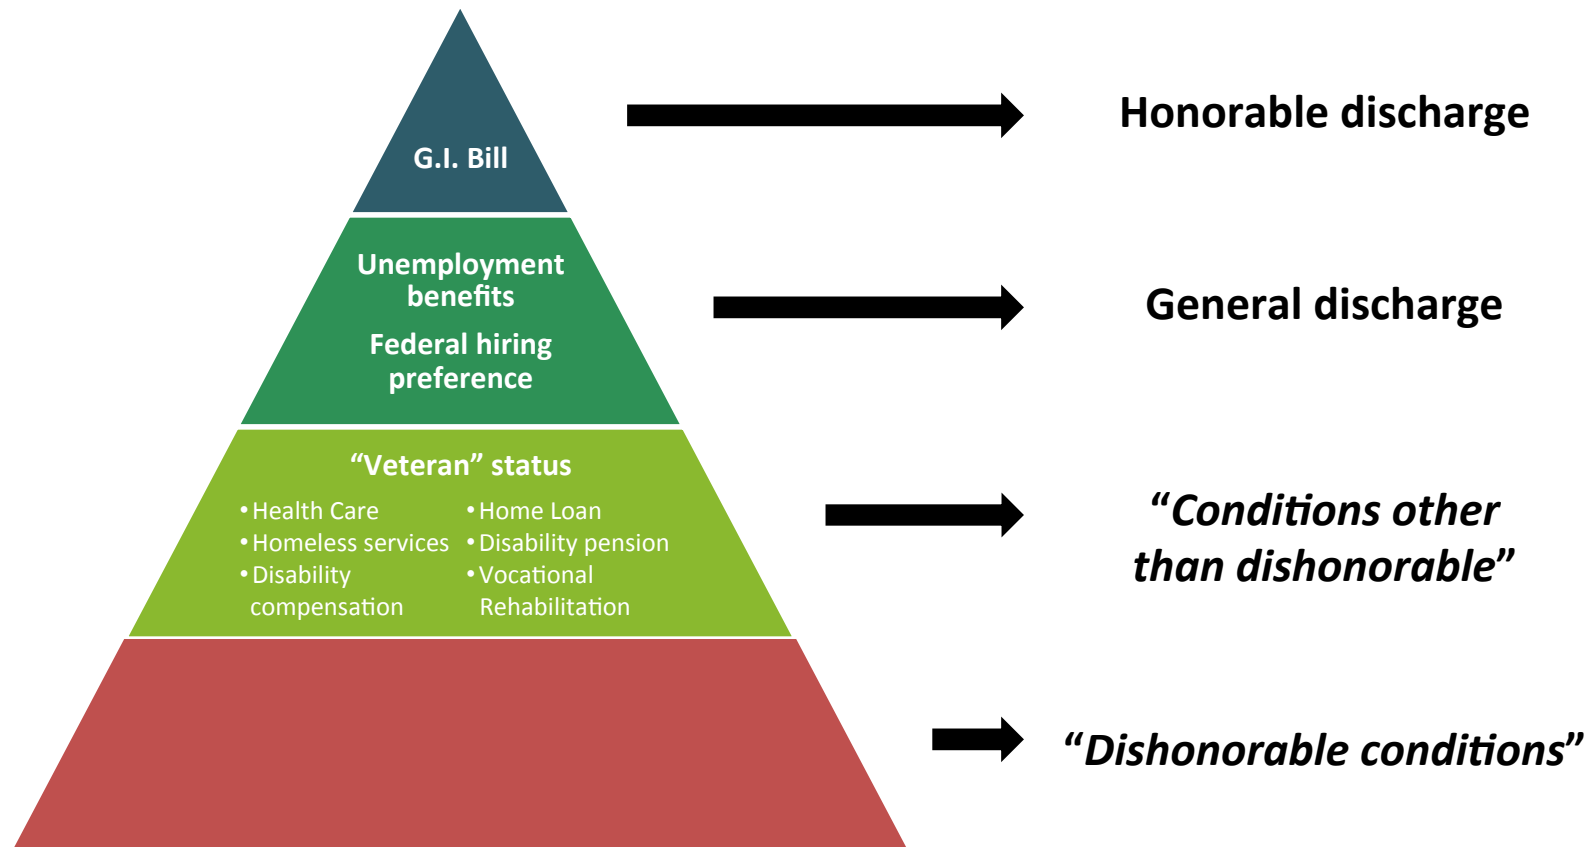 G.I. Bill
Honorable discharge
Unemployment
benefits
Federal hiring
preference
General discharge
“Veteran” status
• Health Care
• Homeless services
• Disability
compensation
• Home Loan
• Disability pension
• Vocational
Rehabilitation
“Conditions other
than dishonorable”
“Dishonorable conditions”